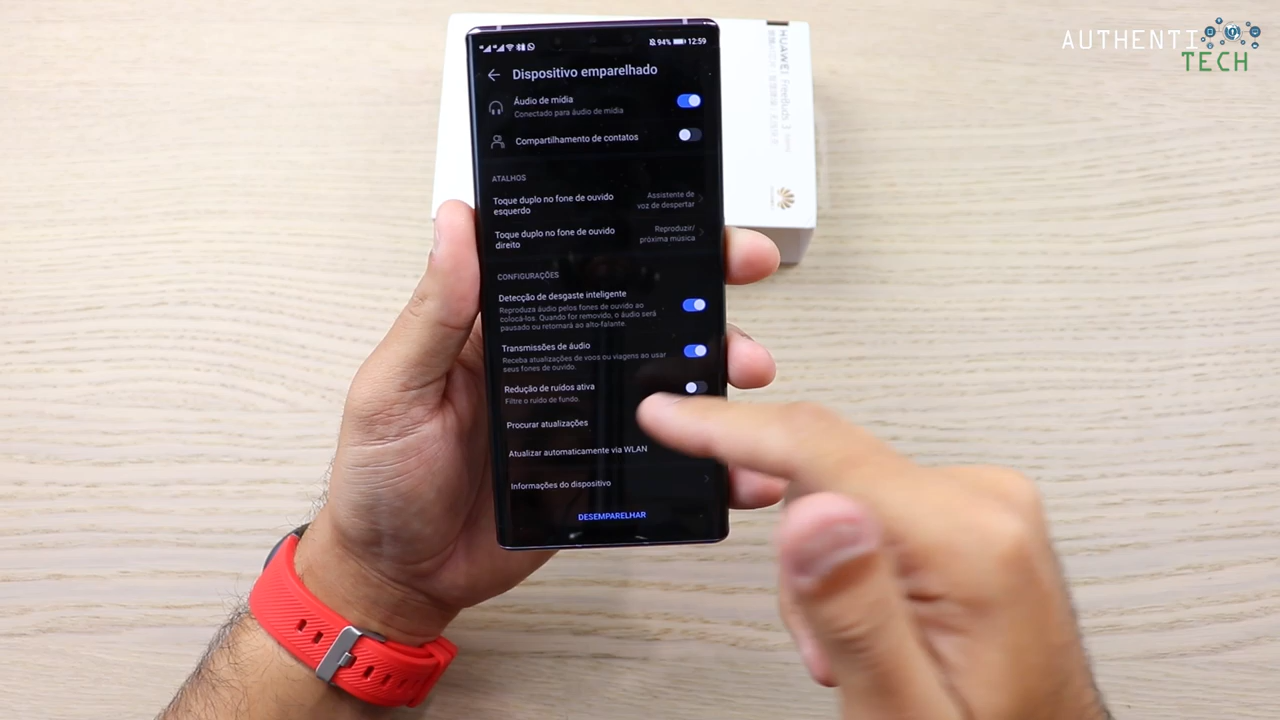 AUTHENTI
TECH
94% 12:59
Dispositivo emparelhado
Áudio de mídia
Conectado para áudio de mídia
Compartilhamento de contatos
ATALHOS
Toque duplo no fone de ouvido
esquerdo
Assistente de
voz de despertar
Toque duplo no fone de ouvido
direito
Reproduzir/
próxima música
CONFIGURAÇÕES
Detecção de desgaste inteligente
Reproduza áudio pelos fones de ouvido ao
colocá-los. Quando for removido, o áudio será
pausado ou retornará ao alto-falante.
Transmissões de áudio
Receba atualizações de voos ou viagens ao usar
seus fones de ouvido.
Redução de ruídos ativa
Filtre o ruído de fundo.
Procurar atualizações
Atualizar automaticamente via WLAN
Informações do dispositivo
DESEMPARELHAR
HUAWEI FreeBuds 3